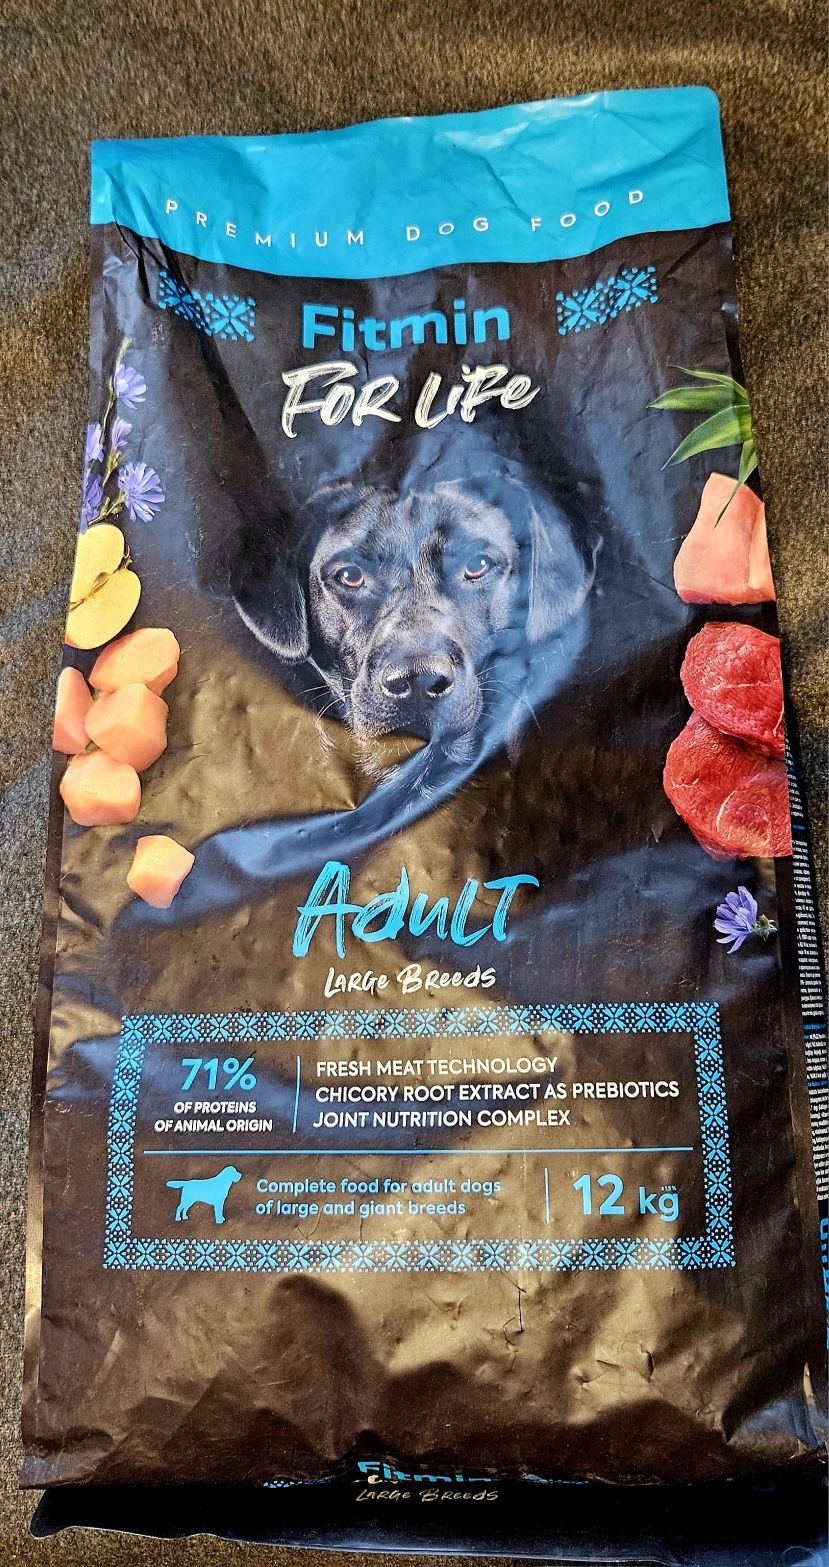 PREMIUM DOG FOOD
Fitmin
FOR LIFE
Adult
Large Breeds
71%
OF PROTEINS
OF ANIMAL ORIGIN
FRESH MEAT TECHNOLOGY
CHICORY ROOT EXTRACT AS PREBIOTICS
JOINT NUTRITION COMPLEX
Complete food for adult dogs
of large and giant breeds
12 kg
Fitmin
Large Breeds